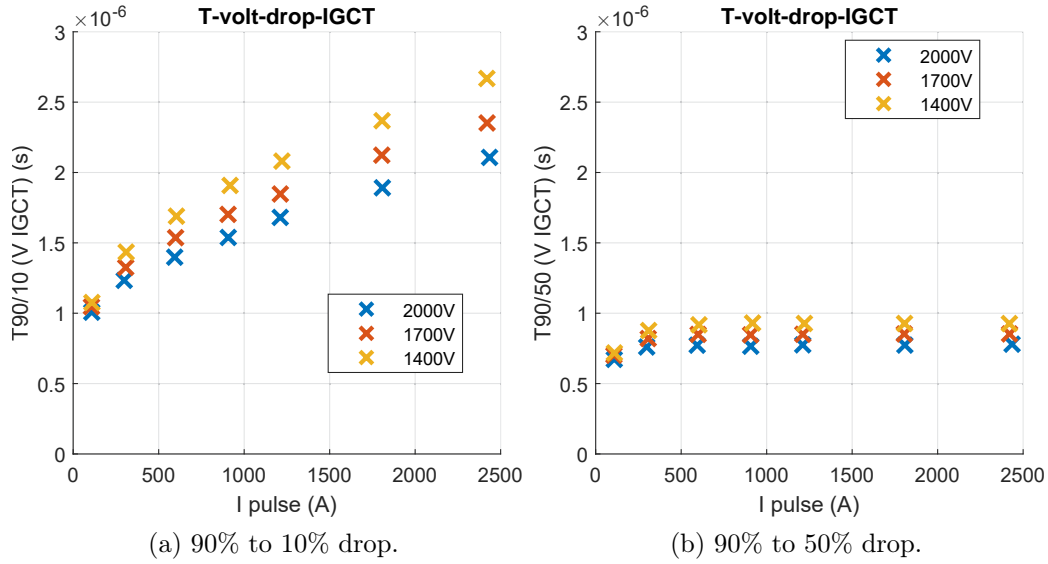 T-volt-drop-IGCT
×10⁻⁶
T90/10 (V IGCT) (s)
3
2.5
2
1.5
1
0.5
0
2000V
1700V
1400V
0 500 1000 1500 2000 2500
I pulse (A)
(a) 90% to 10% drop.
T-volt-drop-IGCT
×10⁻⁶
T90/50 (V IGCT) (s)
3
2.5
2
1.5
1
0.5
0
2000V
1700V
1400V
0 500 1000 1500 2000 2500
I pulse (A)
(b) 90% to 50% drop.